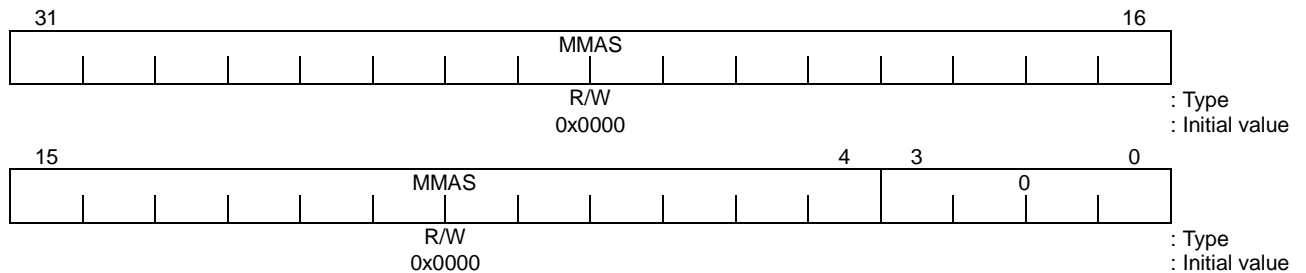 31 16
MMAS
R/W : Type
0x0000 : Initial value
15 4 3 0
MMAS 0
R/W : Type
0x0000 : Initial value